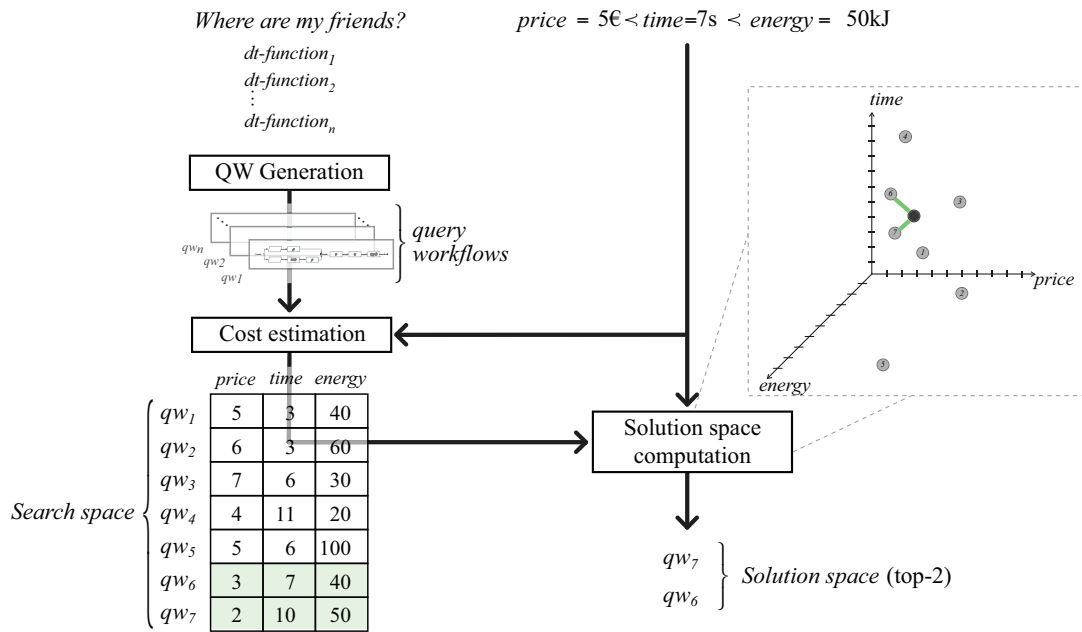 Where are my friends?
price = 5€ < time=7s < energy = 50kJ
dt-function1
dt-function2
⋮
dt-functionn
QW Generation
qwn
qw2
qw1
query
workflows
Cost estimation
price time energy
qw1 5 3 40
qw2 6 3 60
qw3 7 6 30
qw4 4 11 20
qw5 5 6 100
qw6 3 7 40
qw7 2 10 50
Search space
time
4
6
3
7
1
price
2
5
energy
Solution space
computation
qw7
qw6
Solution space (top-2)